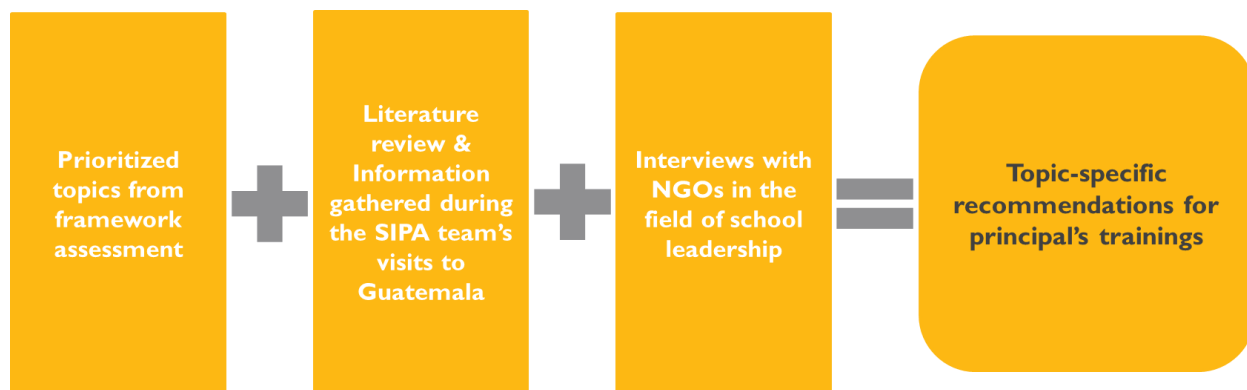 Prioritized
topics from
framework
assessment
Literature
review &
Information
gathered during
the SIPA team’s
visits to
Guatemala
Interviews with
NGOs in the
field of school
leadership
Topic-specific
recommendations for
principal’s trainings